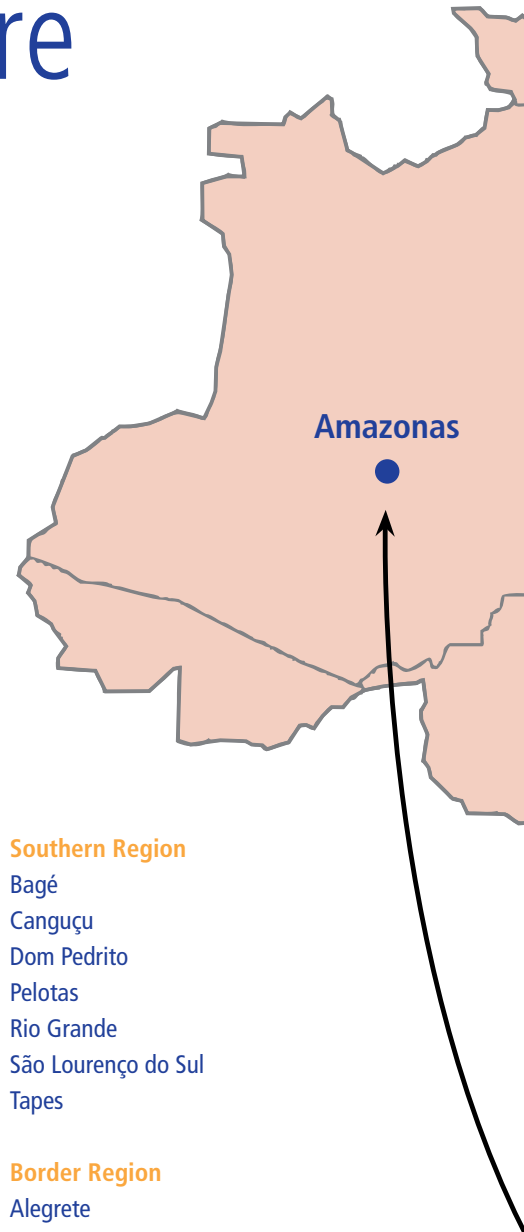 re
Amazonas
Southern Region
Bagé
Canguçu
Dom Pedrito
Pelotas
Rio Grande
São Lourenço do Sul
Tapes
Border Region
Alegrete